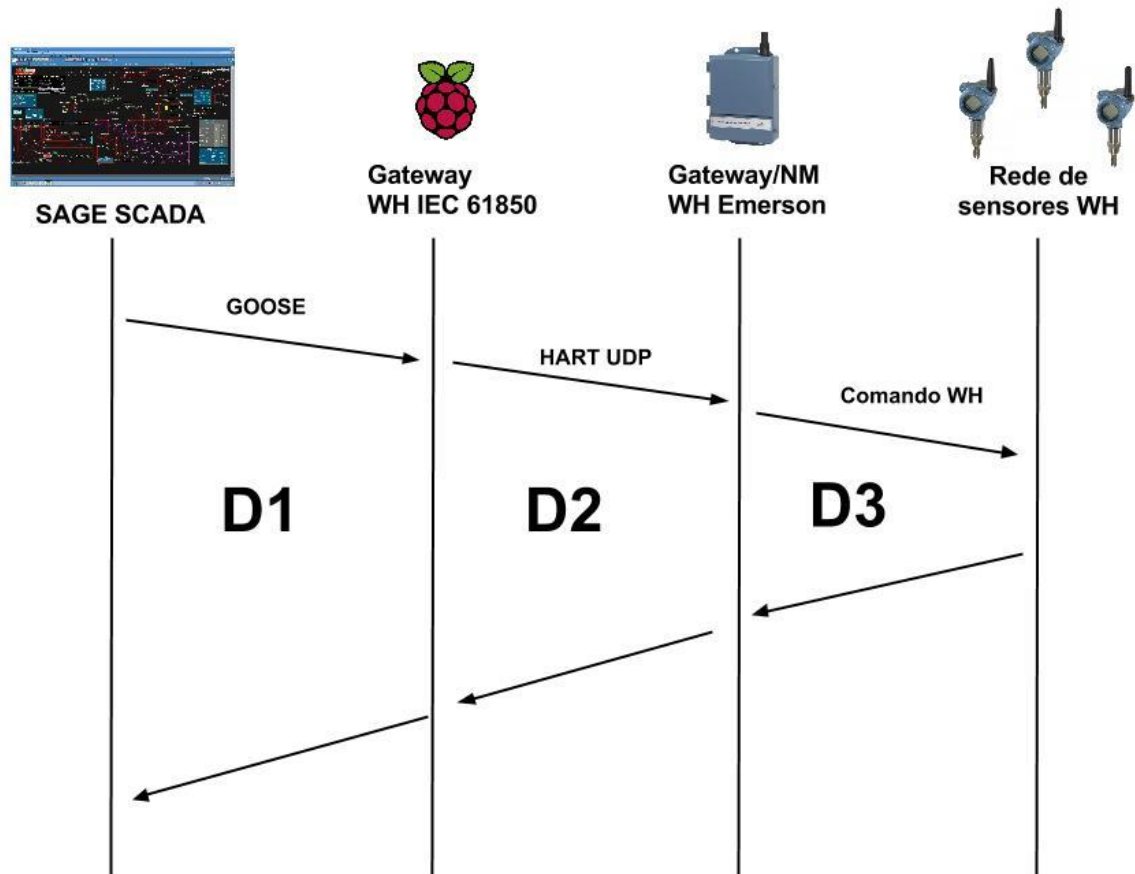 SAGE SCADA
Gateway
WH IEC 61850
Gateway/NM
WH Emerson
Rede de
sensores WH
GOOSE
HART UDP
Comando WH
D1
D2
D3